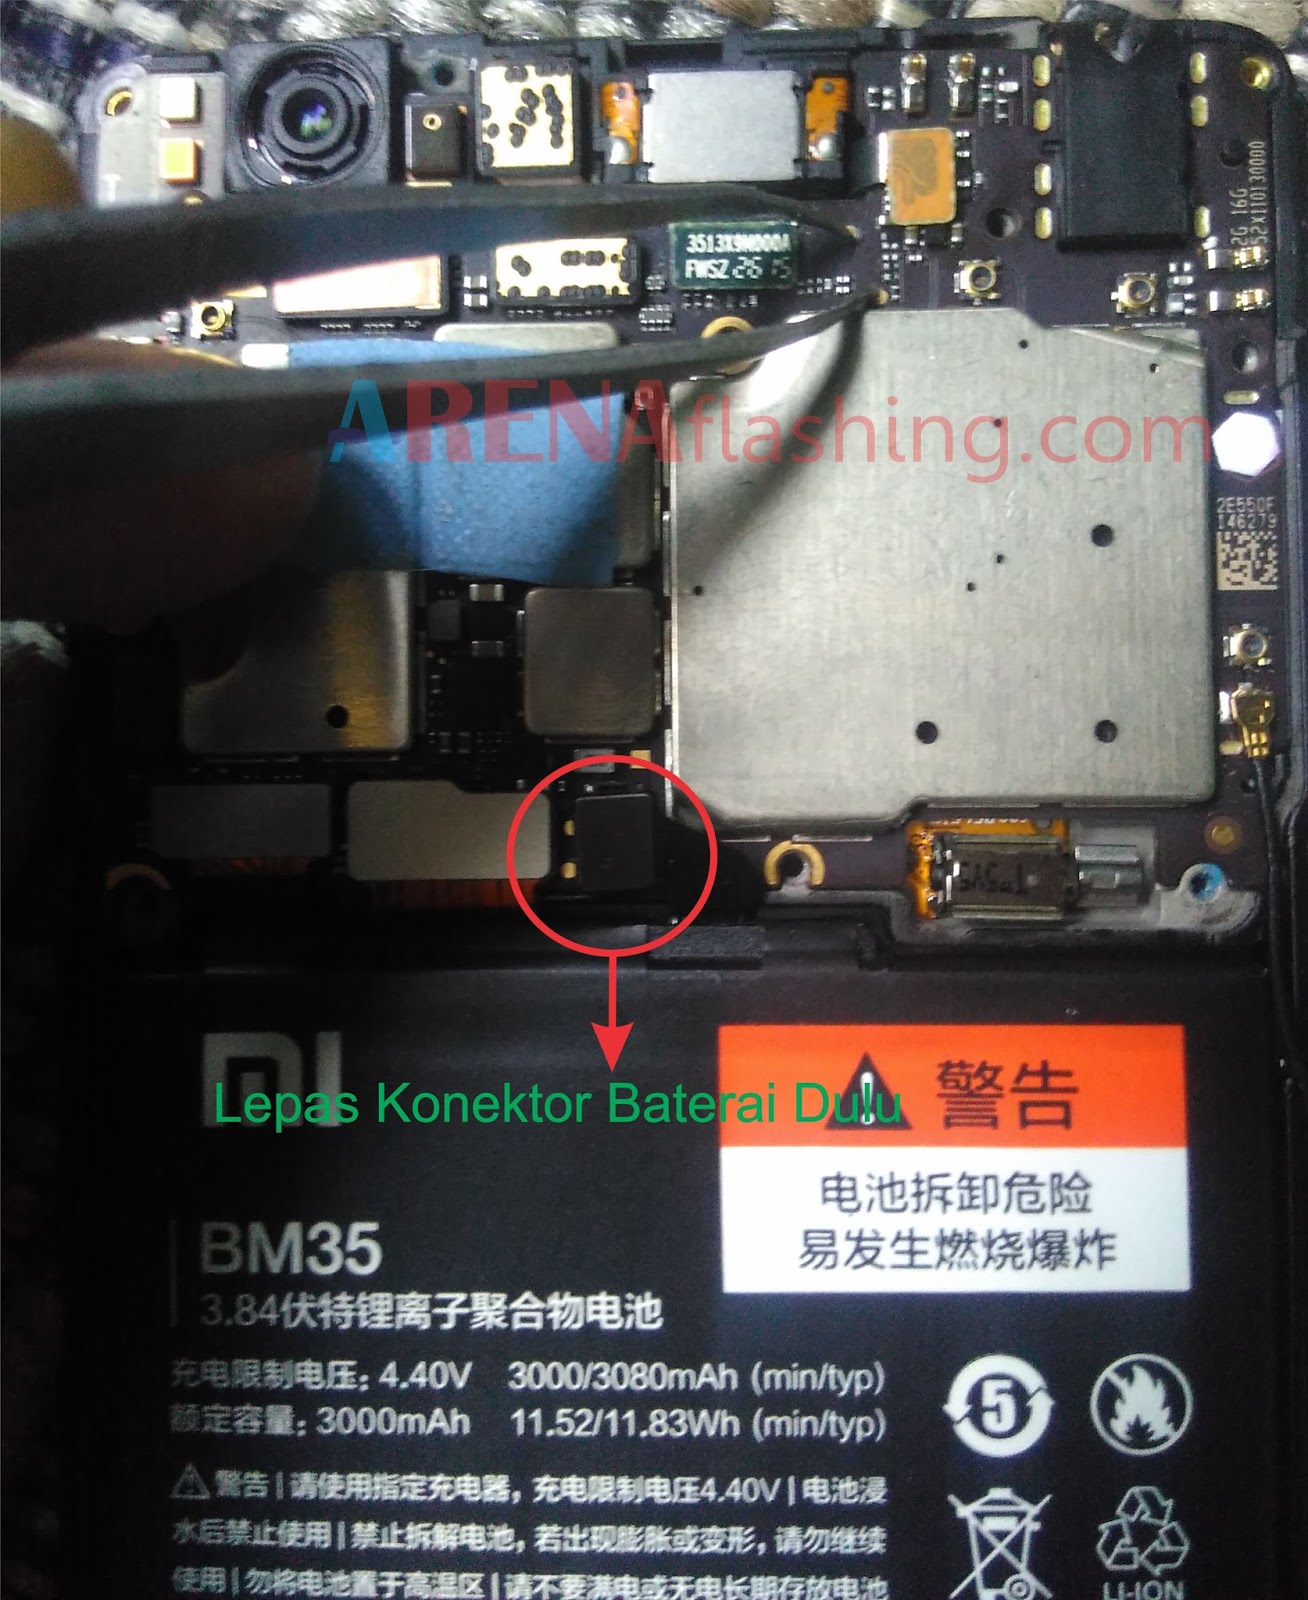 3513X9M000A
FWSZ 26 15
2G 16G
52X110130000
ARENAflashing.com
2E550F
146279
MI
Lepas Konektor Baterai Dulu
警告
电池拆卸危险
易发生燃烧爆炸
BM35
3.84伏特锂离子聚合物电池
充电限制电压: 4.40V 3000/3080mAh (min/typ)
额定容量: 3000mAh 11.52/11.83Wh (min/typ)
5
警告 | 请使用指定充电器，充电限制电压4.40V | 电池浸
水后禁止使用 | 禁止拆解电池，若出现膨胀或变形，请勿继续
使用 | 勿将电池置于高温区 | 请不要满电或无电长期存放电池
LI-ION